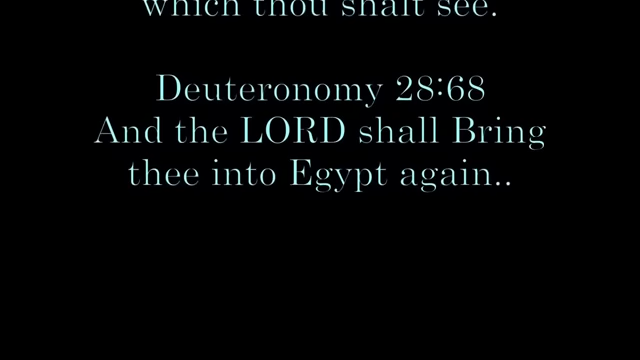 which thou shalt see.
Deuteronomy 28:68
And the LORD shall Bring
thee into Egypt again..